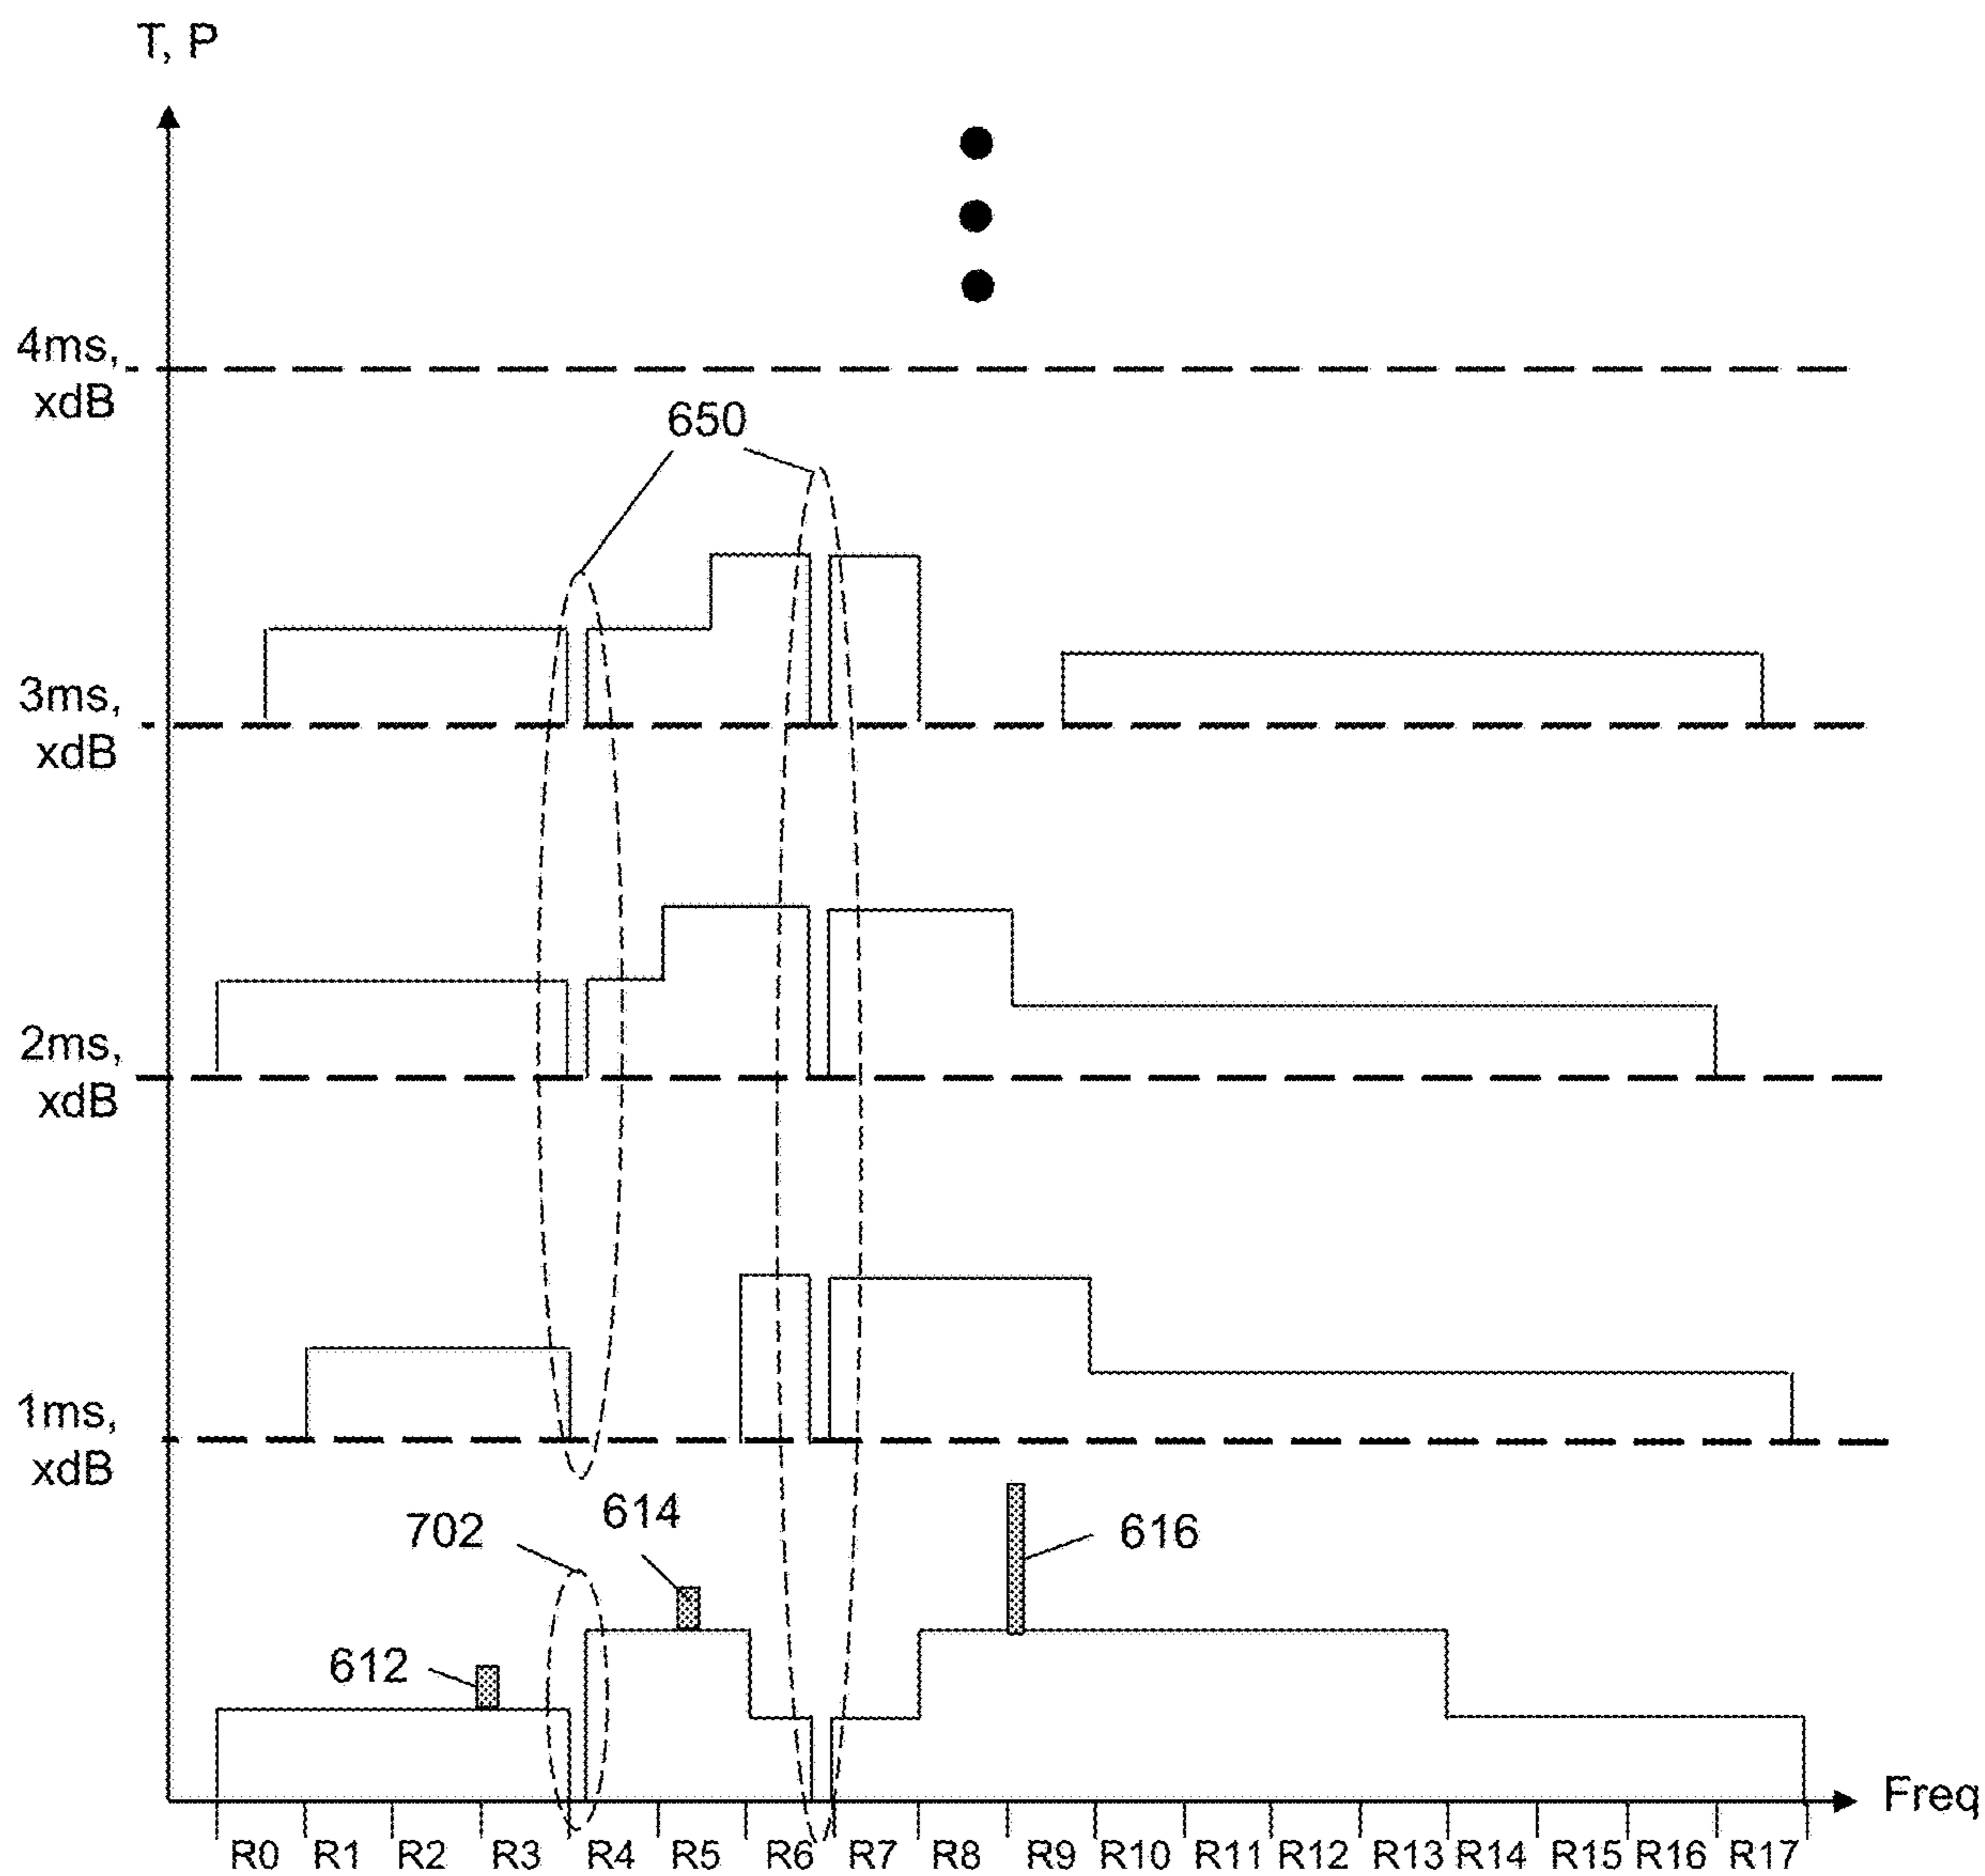 T, P
4ms,
xdB
650
3ms,
xdB
2ms,
xdB
1ms,
xdB
702
614
616
612
Freq
R0 R1 R2 R3 R4 R5 R6 R7 R8 R9 R10 R11 R12 R13 R14 R15 R16 R17